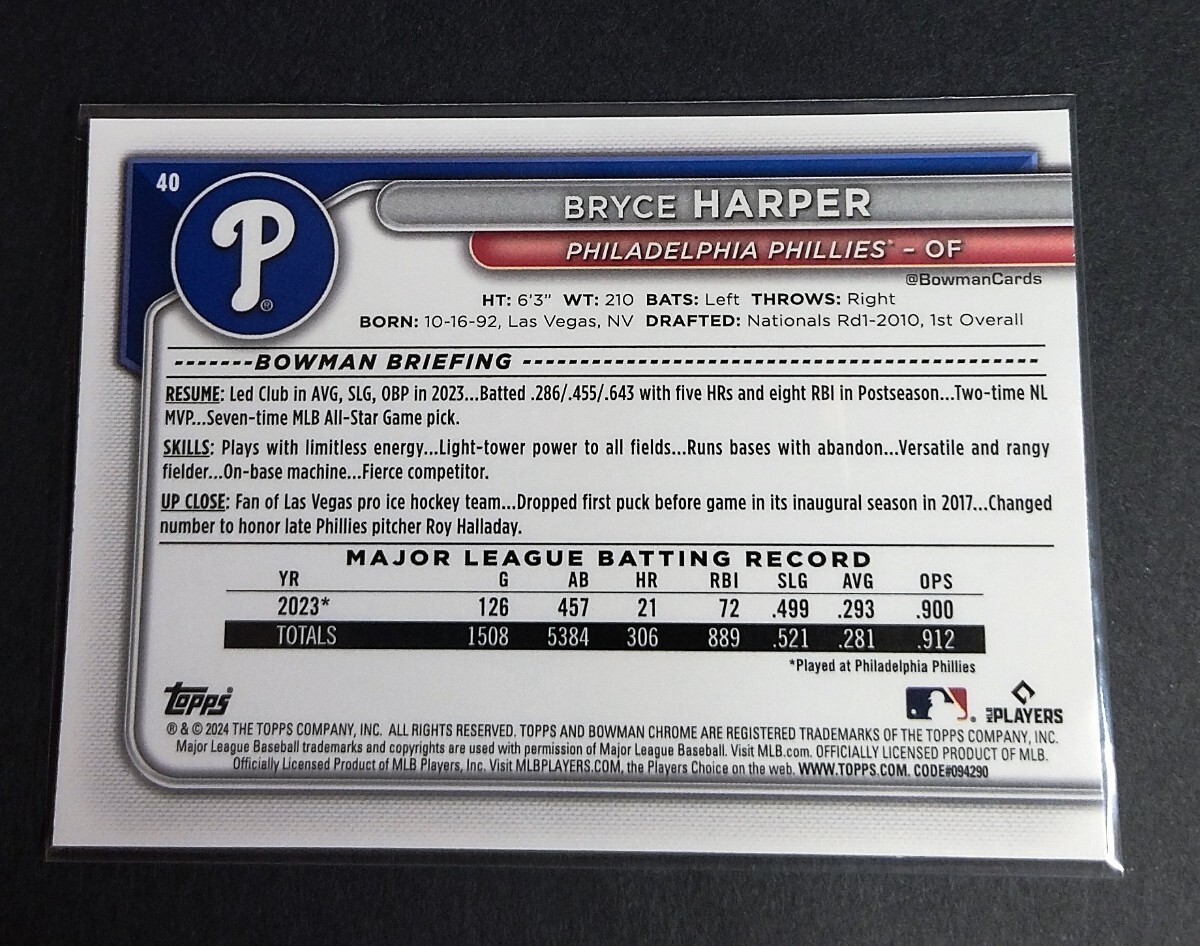 40
P®
BRYCE HARPER
PHILADELPHIA PHILLIES® – OF
@BowmanCards
HT: 6'3" WT: 210 BATS: Left THROWS: Right
BORN: 10-16-92, Las Vegas, NV DRAFTED: Nationals Rd1-2010, 1st Overall
BOWMAN BRIEFING
RESUME: Led Club in AVG, SLG, OBP in 2023...Batted .286/.455/.643 with five HRs and eight RBI in Postseason...Two-time NL
MVP...Seven-time MLB All-Star Game pick.
SKILLS: Plays with limitless energy...Light-tower power to all fields...Runs bases with abandon...Versatile and rangy
fielder...On-base machine...Fierce competitor.
UP CLOSE: Fan of Las Vegas pro ice hockey team...Dropped first puck before game in its inaugural season in 2017...Changed
number to honor late Phillies pitcher Roy Halladay.
MAJOR LEAGUE BATTING RECORD
YR G AB HR RBI SLG AVG OPS
2023* 126 457 21 72 .499 .293 .900
TOTALS 1508 5384 306 889 .521 .281 .912
*Played at Philadelphia Phillies
topps®
MLB PLAYERS
® & © 2024 THE TOPPS COMPANY, INC. ALL RIGHTS RESERVED. TOPPS AND BOWMAN CHROME ARE REGISTERED TRADEMARKS OF THE TOPPS COMPANY, INC.
Major League Baseball trademarks and copyrights are used with permission of Major League Baseball. Visit MLB.com. OFFICIALLY LICENSED PRODUCT OF MLB.
Officially Licensed Product of MLB Players, Inc. Visit MLBPLAYERS.COM, the Players Choice on the web. WWW.TOPPS.COM. CODE#094290